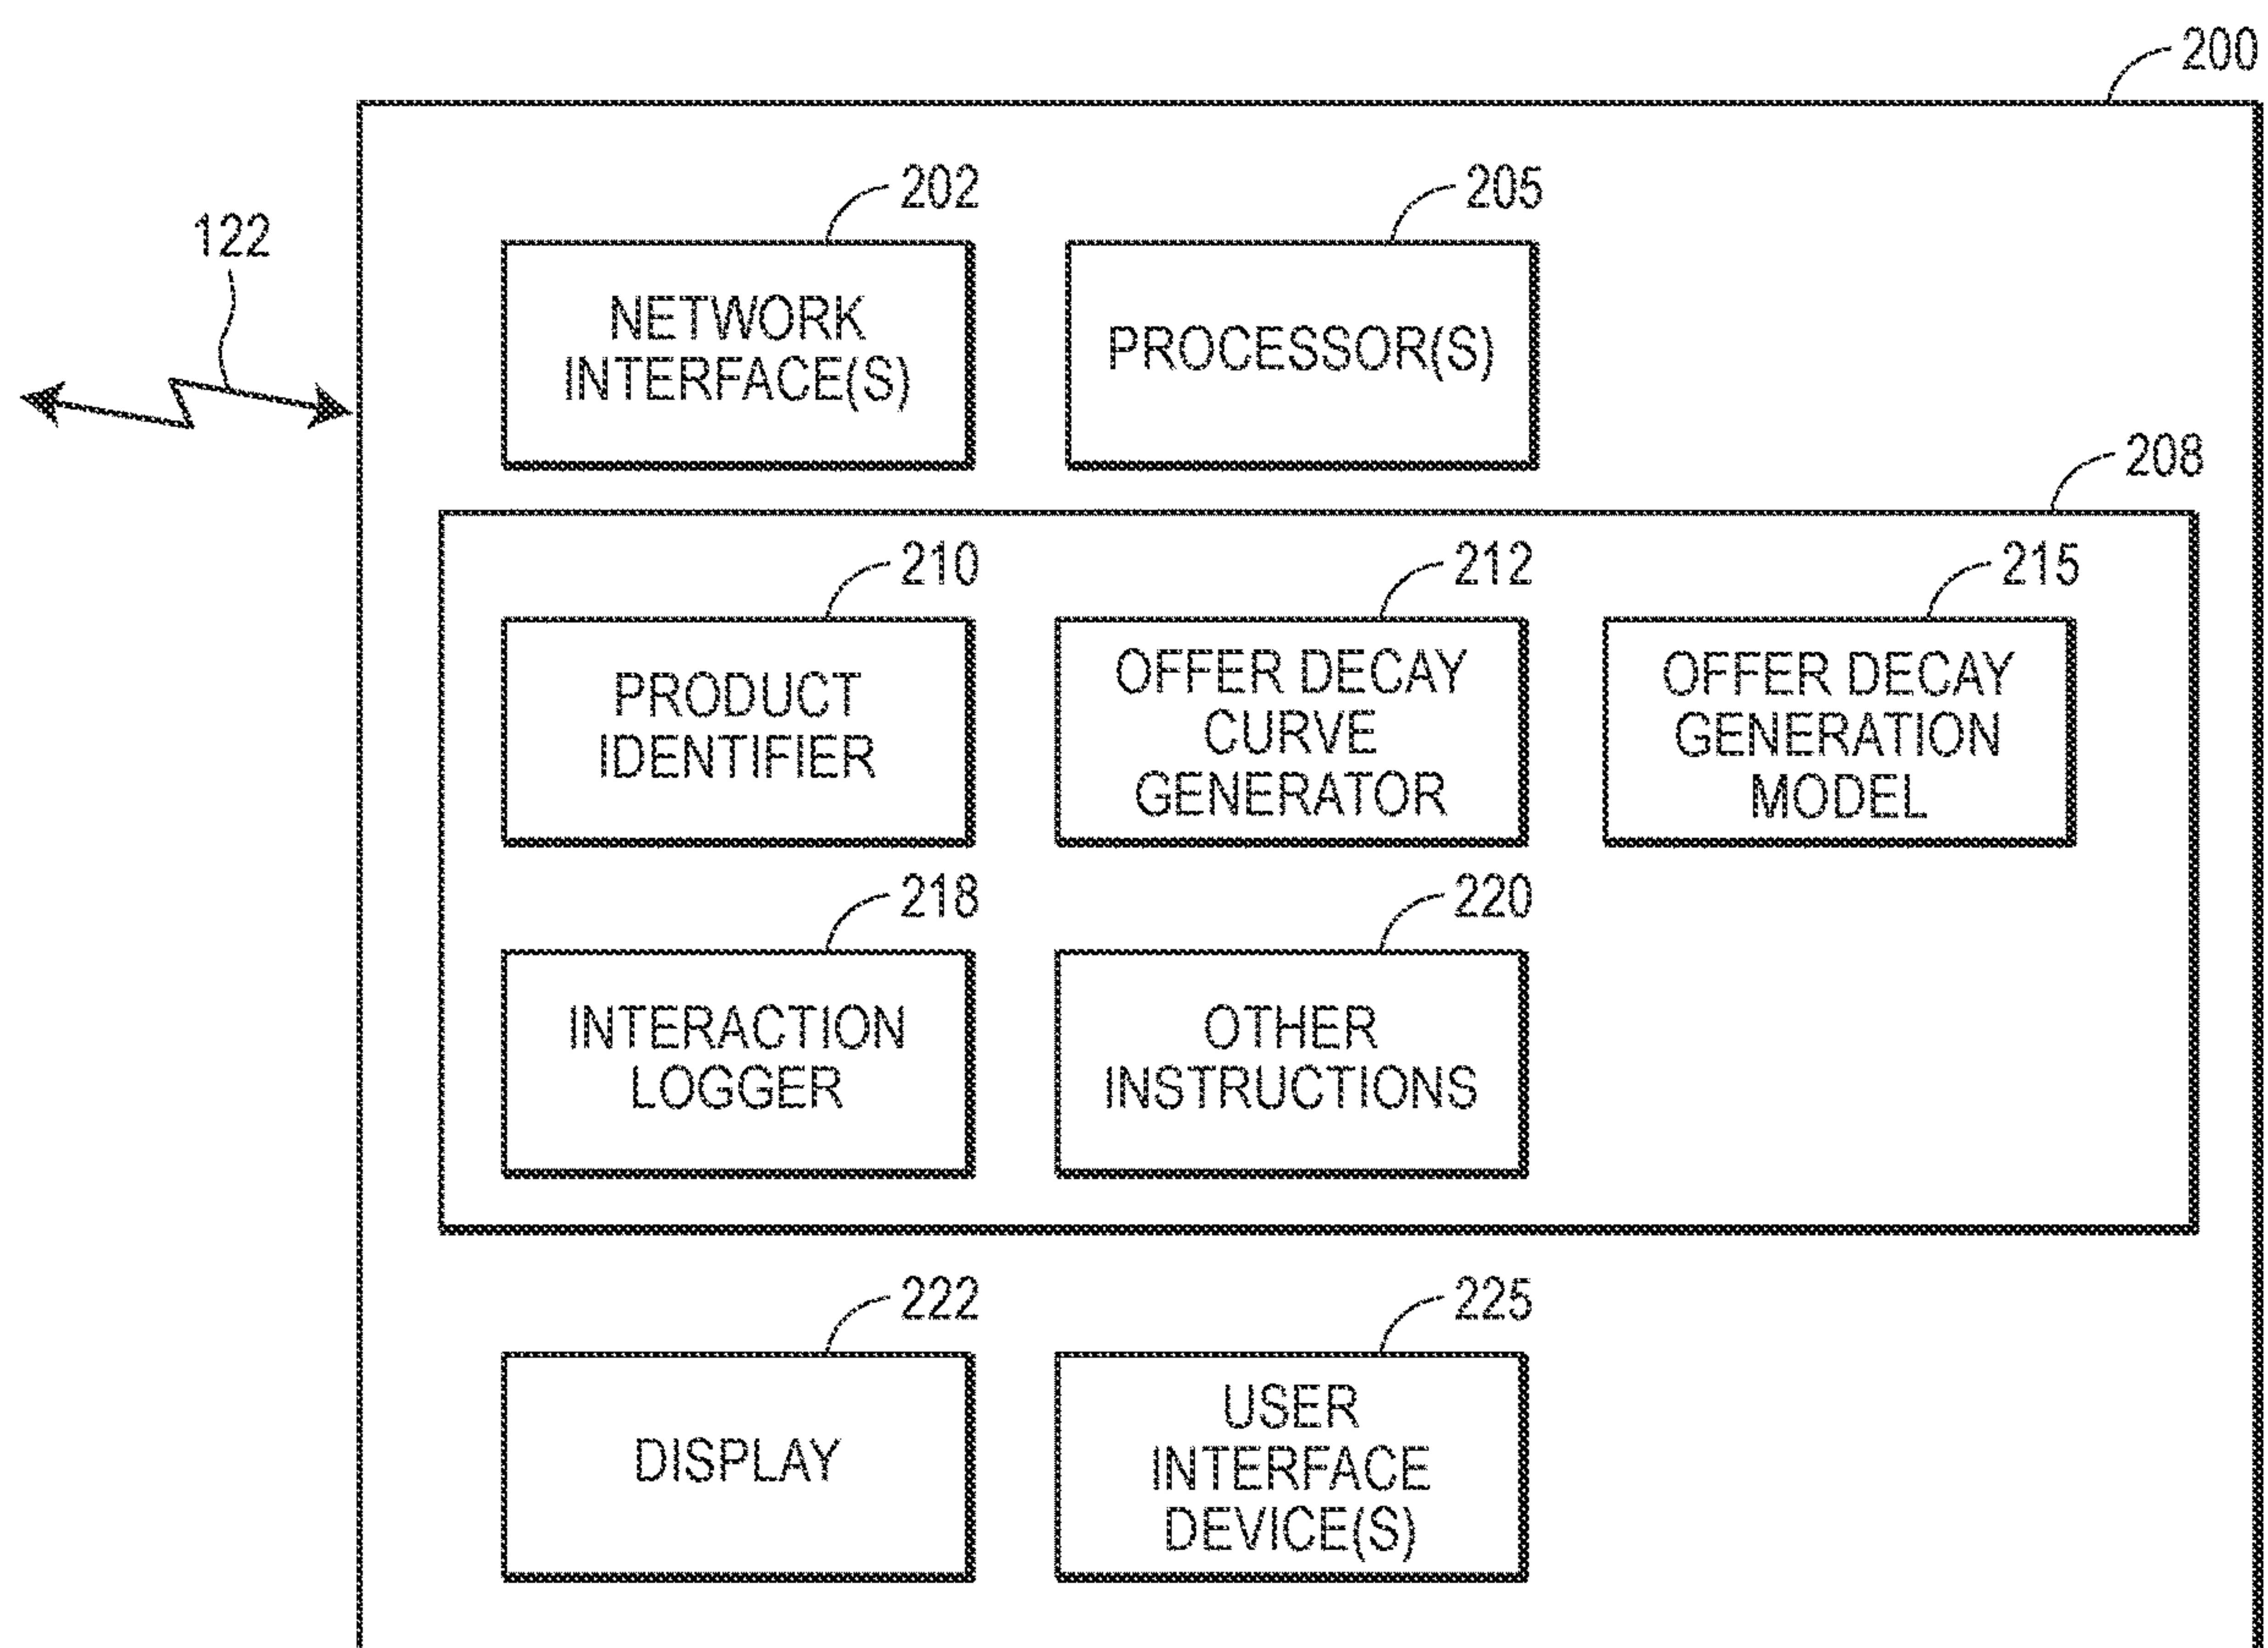 200
202
205
122
NETWORK
INTERFACE(S)
PROCESSOR(S)
208
210
212
215
PRODUCT
IDENTIFIER
OFFER DECAY
CURVE
GENERATOR
OFFER DECAY
GENERATION
MODEL
218
220
INTERACTION
LOGGER
OTHER
INSTRUCTIONS
222
225
DISPLAY
USER
INTERFACE
DEVICE(S)